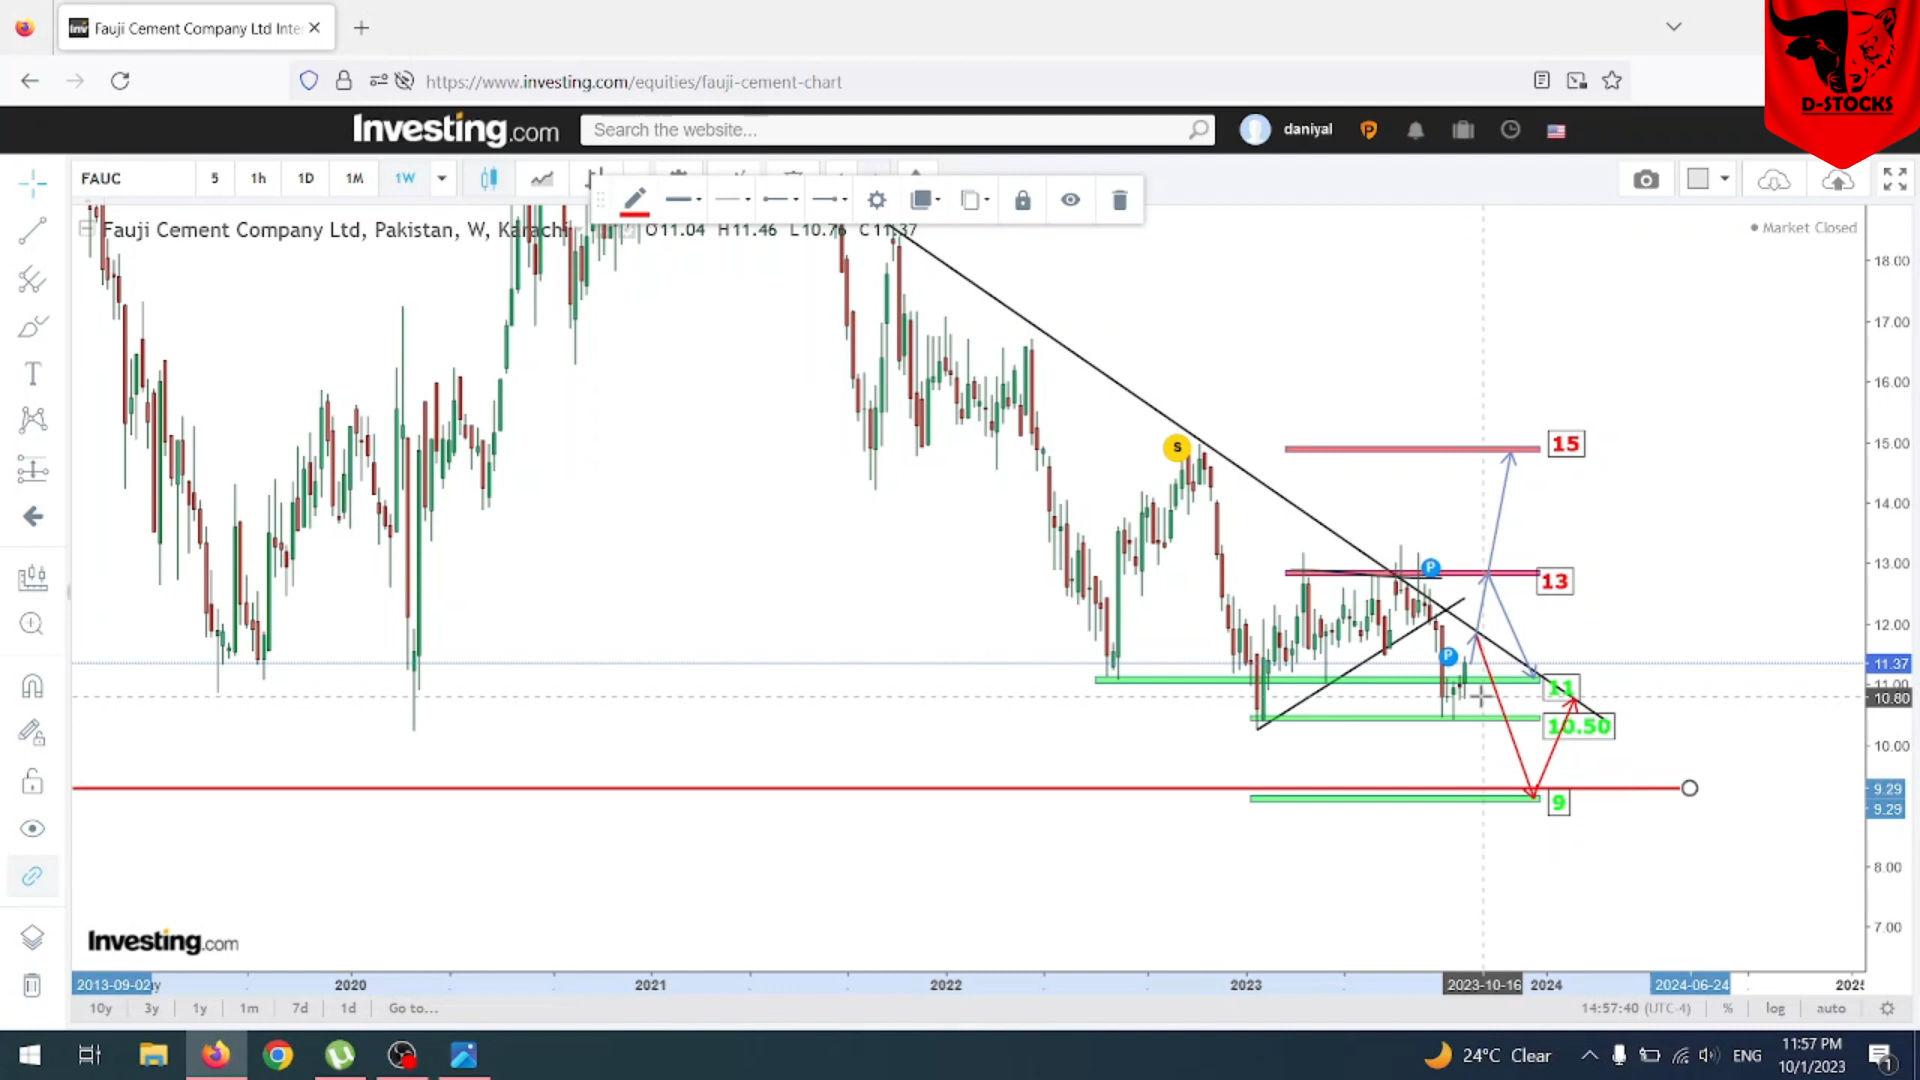 Fauji Cement Company Ltd Inte
https://www.investing.com/equities/fauji-cement-chart
D-STOCKS
Investing.com
Search the website...
daniyal
FAUC
5
1h
1D
1M
1W
Fauji Cement Company Ltd, Pakistan, W, Karachi
O11.04 H11.46 L10.76 C11.37
Market Closed
18.00
17.00
16.00
15.00
14.00
13.00
12.00
11.37
11.00
10.80
10.00
9.29
9.29
8.00
7.00
S
P
P
15
13
11
10.50
9
Investing.com
2013-09-02
2020
2021
2022
2023
2023-10-16
2024
2024-06-24
2025
10y
3y
1y
1m
7d
1d
Go to...
14:57:40 (UTC-4)
%
log
auto
24°C Clear
ENG
11:57 PM
10/1/2023
1